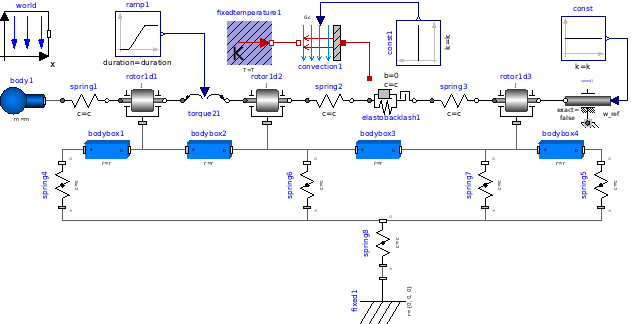 world
x
ramp1
duration=duration
fixedtemperature1
K
T=T
Gc
convection1
const1
k=k
const
k=k
body1
m=m
spring1
c=c
rotor1d1
torque21
rotor1d2
spring2
c=c
b=0
c=c
elastobacklash1
spring3
c=c
rotor1d3
exact=
false
w_ref
bodybox1
a
b
r=r
bodybox2
a
b
r=r
bodybox3
a
b
r=r
bodybox4
a
b
r=r
spring4
c=c
spring6
c=c
spring7
c=c
spring5
c=c
spring8
c=c
fixed1
r={0, 0, 0}